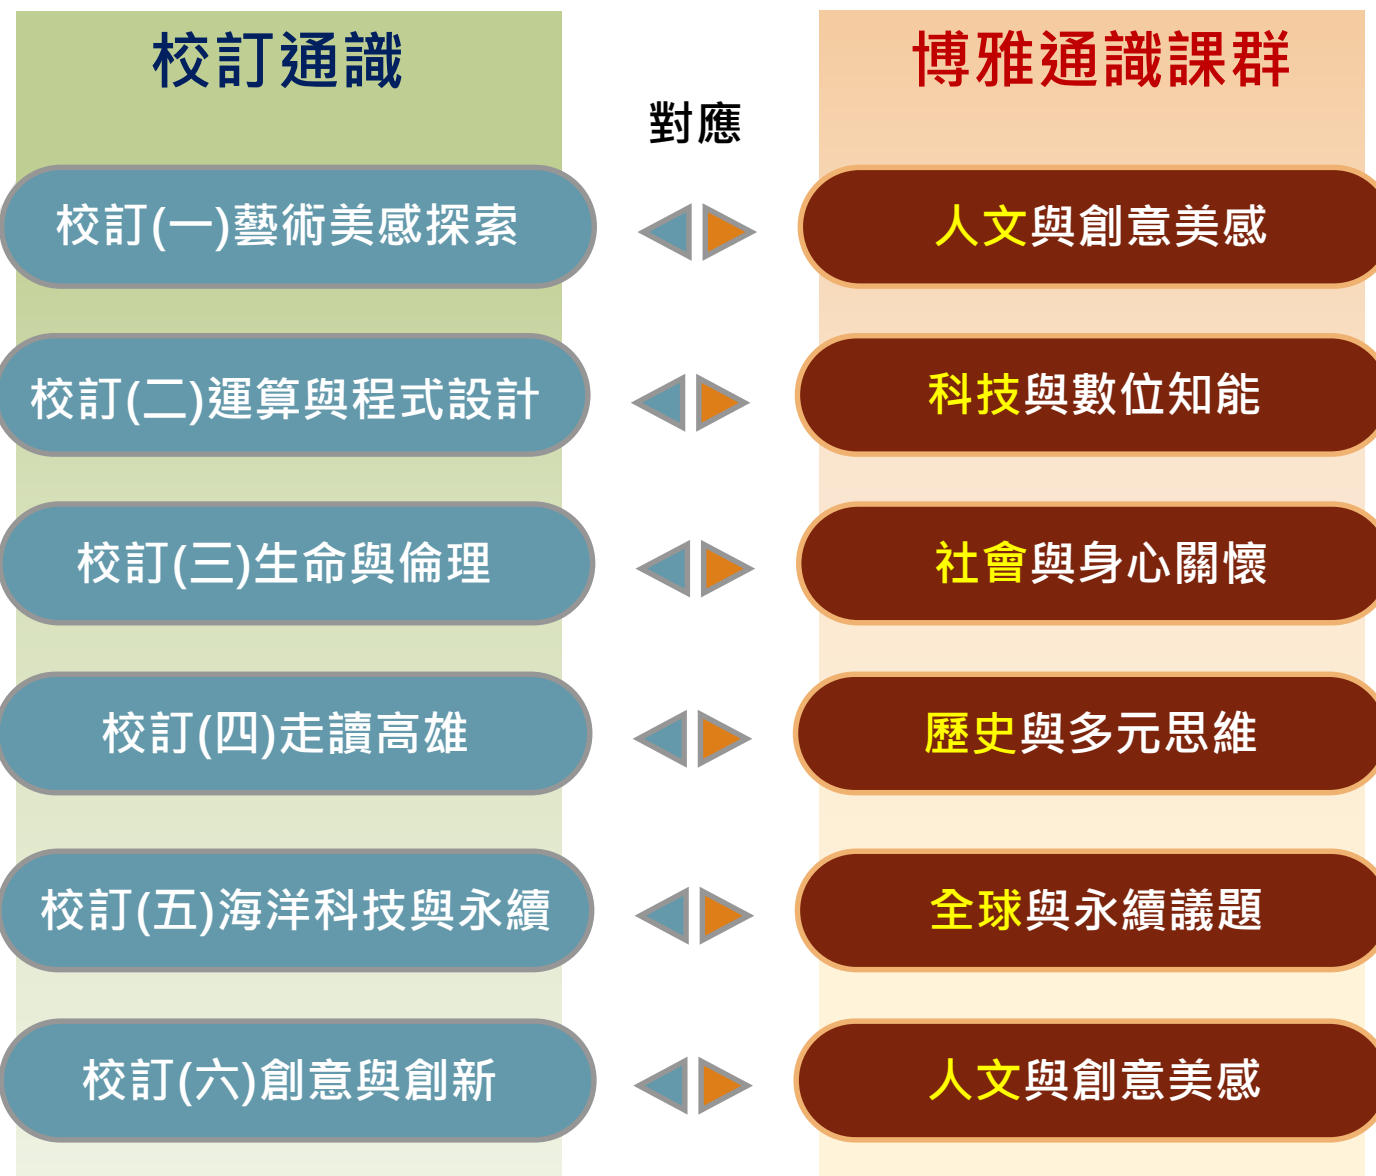 校訂通識
博雅通識課群
對應
校訂(一)藝術美感探索
人文與創意美感
校訂(二)運算與程式設計
科技與數位知能
校訂(三)生命與倫理
社會與身心關懷
校訂(四)走讀高雄
歷史與多元思維
校訂(五)海洋科技與永續
全球與永續議題
校訂(六)創意與創新
人文與創意美感